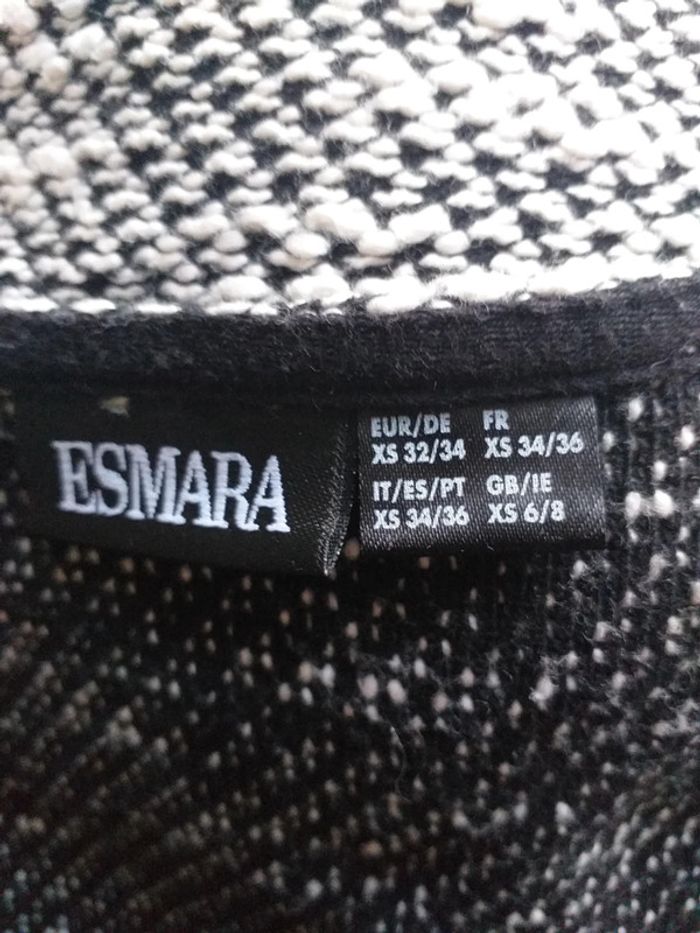 ESMARA
EUR/DE FR
XS 32/34 XS 34/36
IT/ES/PT GB/IE
XS 34/36 XS 6/8